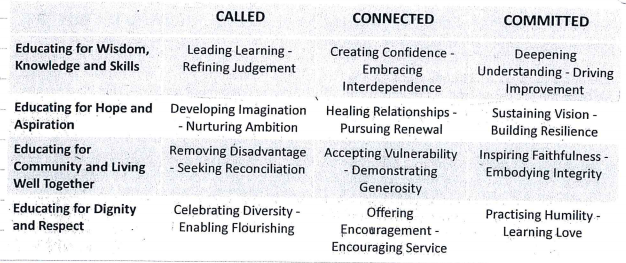 CALLED CONNECTED COMMITTED
Educating for Wisdom, Knowledge and Skills
Leading Learning - Refining Judgement
Creating Confidence - Embracing Interdependence
Deepening Understanding - Driving Improvement
Educating for Hope and Aspiration
Developing Imagination - Nurturing Ambition
Healing Relationships - Pursuing Renewal
Sustaining Vision - Building Resilience
Educating for Community and Living Well Together
Removing Disadvantage - Seeking Reconciliation
Accepting Vulnerability - Demonstrating Generosity
Inspiring Faithfulness - Embodying Integrity
Educating for Dignity and Respect
Celebrating Diversity - Enabling Flourishing
Offering Encouragement - Encouraging Service
Practising Humility - Learning Love